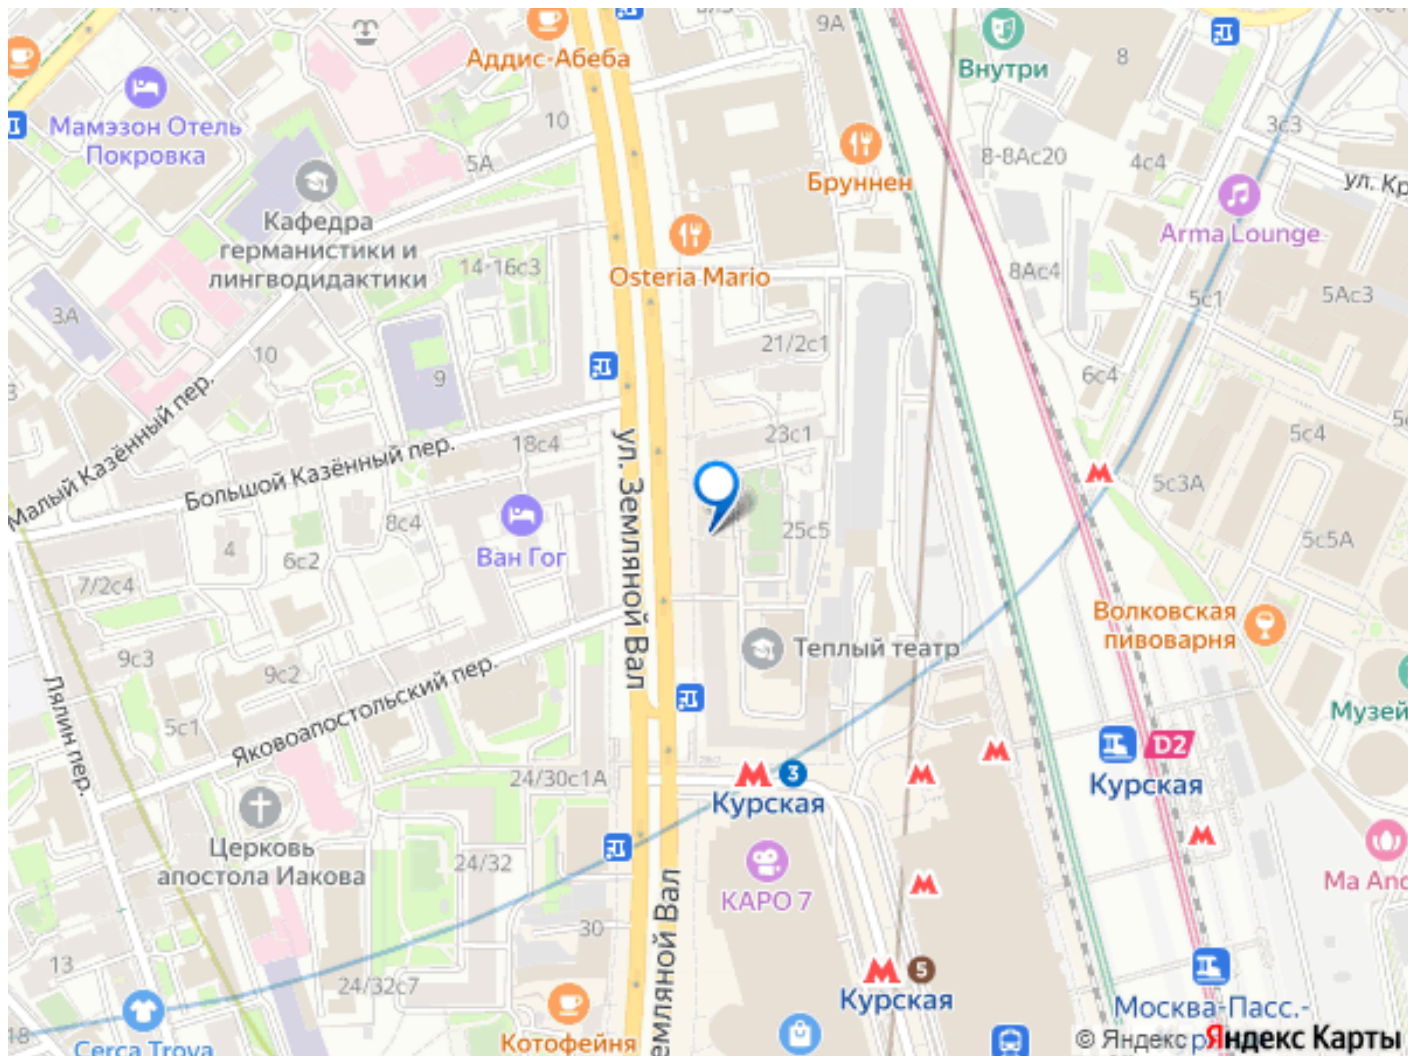 9А
Аддис-Абеба
Внутри
8
Мамэзон Отель
Покровка
10
3с3
5А
8-8Ас20
4с4
Бруннен
ул. Кр
Кафедра
германистики и
лингводидактики
Arma Lounge
14-16с3
Osteria Mario
8Ас4
5с1
5Ас3
3А
21/2с1
10
9
6с4
Малый Казённый пер.
18с4
23с1
5с4
Большой Казённый пер.
ул. Земляной Вал
5с3А
8с4
4
6с2
Ван Гог
25с5
5с5А
7/2с4
Волковская
пивоварня
Теплый театр
9с3
9с2
Лялин пер.
Яковоапостольский пер.
5с1
Музей
D2
Курская
24/30с1А
3
Курская
Церковь
апостола Иакова
24/32
КАРО 7
Ma And
30
Земляной Вал
13
24/32с7
5
Курская
Москва-Пасс.-
18
Cerca Trova
Котофейня
© Яндекс
Яндекс Карты